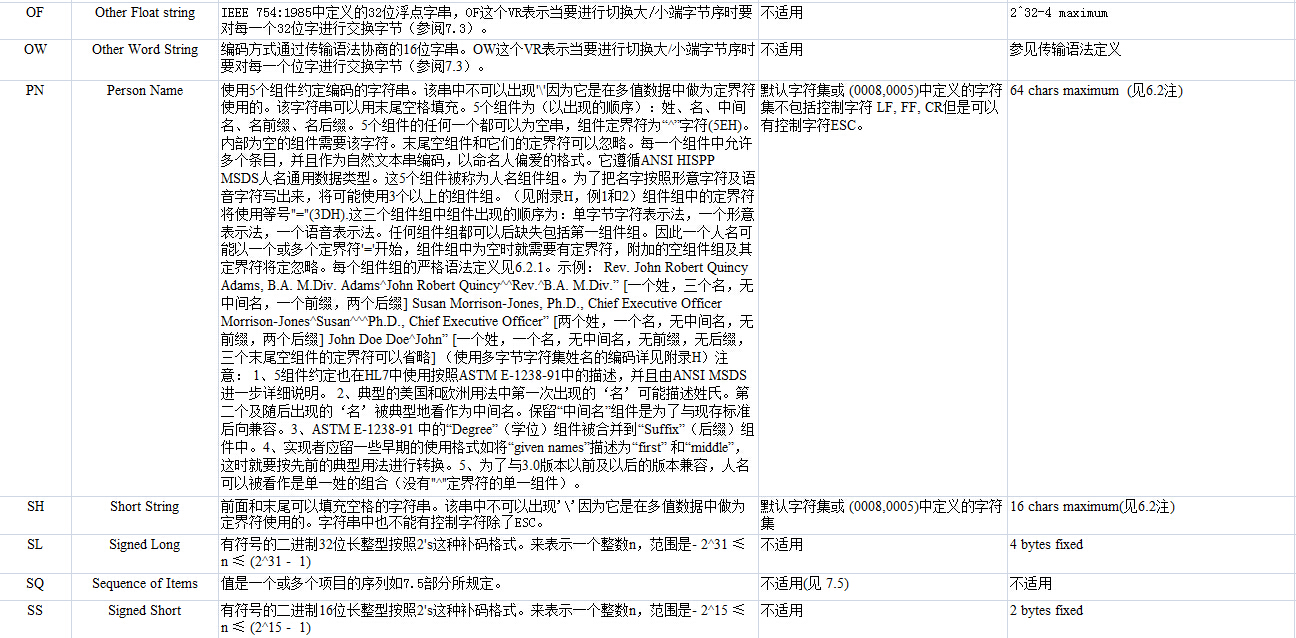 OF Other Float string IEEE 754:1985中定义的32位浮点字串，OF这个VR表示当要进行切换大/小端字节序时要 不适用 2^32-4 maximum
对每一个32位字进行交换字节（参阅7.3）。
OW Other Word String 编码方式通过传输语法协商的16位字串。OW这个VR表示当要进行切换大/小端字节序时 不适用 参见传输语法定义
要对每一个位字进行交换字节（参阅7.3）。
PN Person Name 使用5个组件约定编码的字符串。该串中不可以出现'\'因为它是在多值数据中做为定界符 默认字符集或 (0008,0005)中定义的字符 64 chars maximum (见6.2注)
使用的。该字符串可以用末尾空格填充。5个组件为（以出现的顺序）：姓、名、中间 集不包括控制字符 LF, FF, CR但是可以
名、名前缀、名后缀。5个组件的任何一个都可以为空串，组件定界符为“^”字符(5EH)。 有控制字符ESC。
内部为空的组件需要该字符。末尾空组件和它们的定界符可以忽略。每一个组件中允许
多个条目，并且作为自然文本串编码，以命名人偏爱的格式。它遵循ANSI HISPP
MSDS人名通用数据类型。这5个组件被称为人名组件组。为了把名字按照形意字符及语
音字符写出来，将可能使用3个以上的组件组。（见附录H，例1和2）组件组中的定界符
将使用等号"="(3DH).这三个组件组中组件出现的顺序为：单字节字符表示法，一个形意
表示法，一个语音表示法。任何组件组都可以后缺失包括第一组件组。因此一个人名可
能以一个或多个定界符'='开始，组件组中为空时就需要有定界符，附加的空组件组及其
定界符将定忽略。每个组件组的严格语法定义见6.2.1。示例： Rev. John Robert Quincy
Adams, B.A. M.Div. Adams^John Robert Quincy^^Rev.^B.A. M.Div.” [一个姓，三个名，无
中间名，一个前缀，两个后缀] Susan Morrison-Jones, Ph.D., Chief Executive Officer
Morrison-Jones^Susan^^^Ph.D., Chief Executive Officer” [两个姓，一个名，无中间名，无
前缀，两个后缀] John Doe Doe^John” [一个姓，一个名，无中间名，无前缀，无后缀，
三个末尾空组件的定界符可以省略] （使用多字节字符集姓名的编码详见附录H）注
意： 1、5组件约定也在HL7中使用按照ASTM E-1238-91中的描述，并且由ANSI MSDS
进一步详细说明。 2、典型的美国和欧洲用法中第一次出现的‘名’可能描述姓氏。第
二个及随后出现的‘名’被典型地看作为中间名。保留“中间名”组件是为了与现存标准
后向兼容。3、ASTM E-1238-91 中的“Degree”（学位）组件被合并到“Suffix”（后缀）组
件中。4、实现者应留一些早期的使用格式如将“given names”描述为“first” 和“middle”，
这时就要按先前的典型用法进行转换。5、为了与3.0版本以前及以后的版本兼容，人名
可以被看作是单一姓的组合（没有"^"定界符的单一组件）。
SH Short String 前面和末尾可以填充空格的字符串。该串中不可以出现'\'因为它是在多值数据中做为 默认字符集或 (0008,0005)中定义的字符 16 chars maximum(见6.2注)
定界符使用的。字符串中也不能有控制字符除了ESC。 集
SL Signed Long 有符号的二进制32位长整型按照2's这种补码格式。来表示一个整数n，范围是- 2^31 ≤ 不适用 4 bytes fixed
n ≤ (2^31 - 1)
SQ Sequence of Items 值是一个或多个项目的序列如7.5部分所规定。 不适用(见 7.5) 不适用
SS Signed Short 有符号的二进制16位长整型按照2's这种补码格式。来表示一个整数n，范围是- 2^15 ≤ 不适用 2 bytes fixed
n ≤ (2^15 - 1)